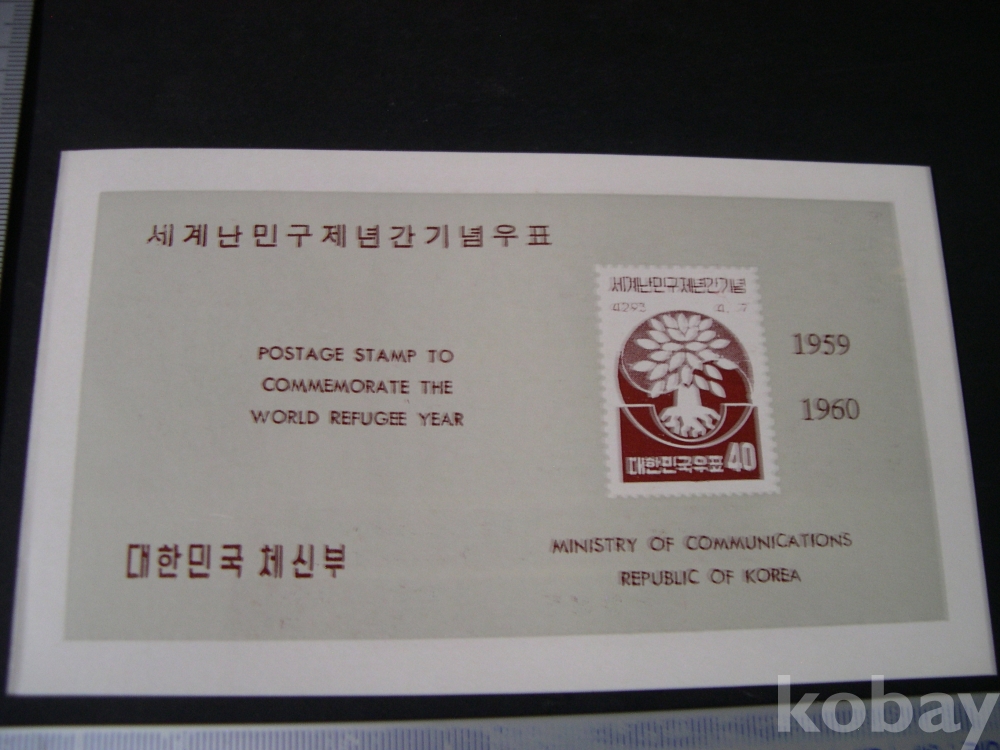 세계난민구제년간기념우표
세계난민구제년간기념
4293
POSTAGE STAMP TO
COMMEMORATE THE
WORLD REFUGEE YEAR
1959
1960
대한민국우표 40
대한민국 체신부
MINISTRY OF COMMUNICATIONS
REPUBLIC OF KOREA
kobay